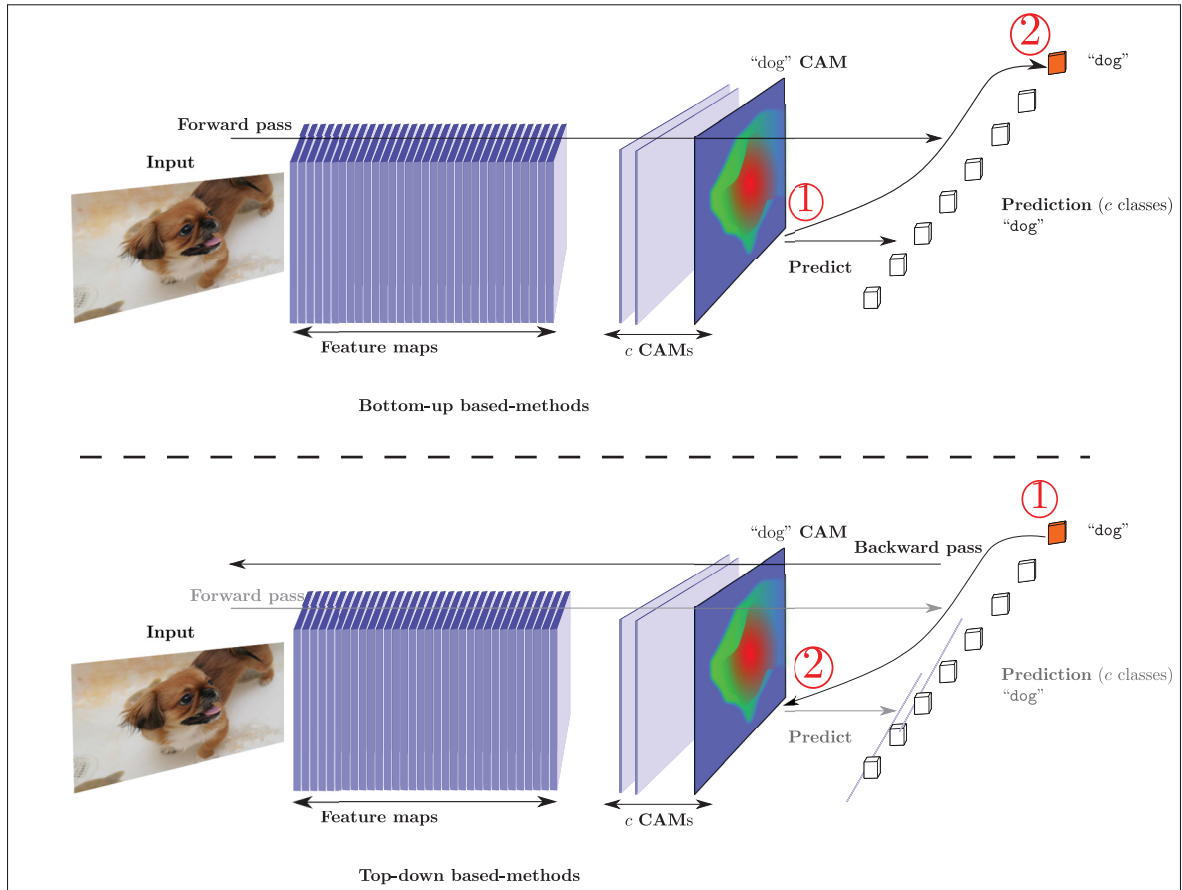 ②
“dog” CAM
“dog”
Forward pass
Input
①
Prediction (c classes)
“dog”
Predict
Feature maps
c CAMs
Bottom-up based-methods
①
“dog” CAM
“dog”
Backward pass
Forward pass
Input
②
Prediction (c classes)
“dog”
Predict
Feature maps
c CAMs
Top-down based-methods